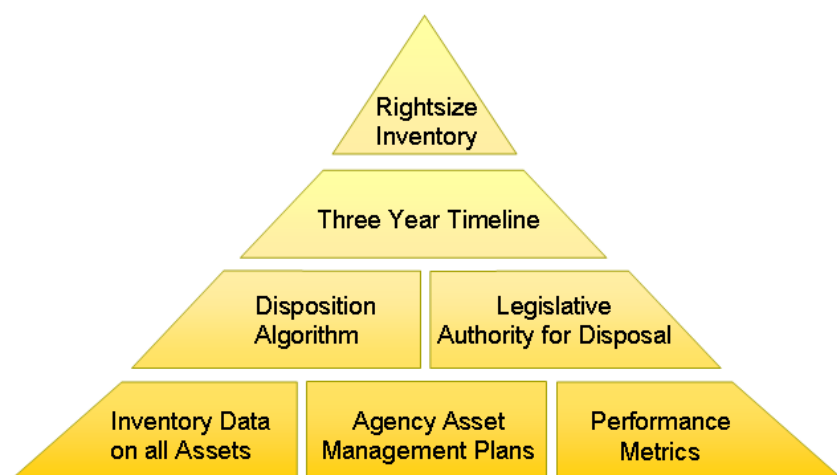 Rightsize
Inventory
Three Year Timeline
Disposition
Algorithm
Legislative
Authority for Disposal
Inventory Data
on all Assets
Agency Asset
Management Plans
Performance
Metrics